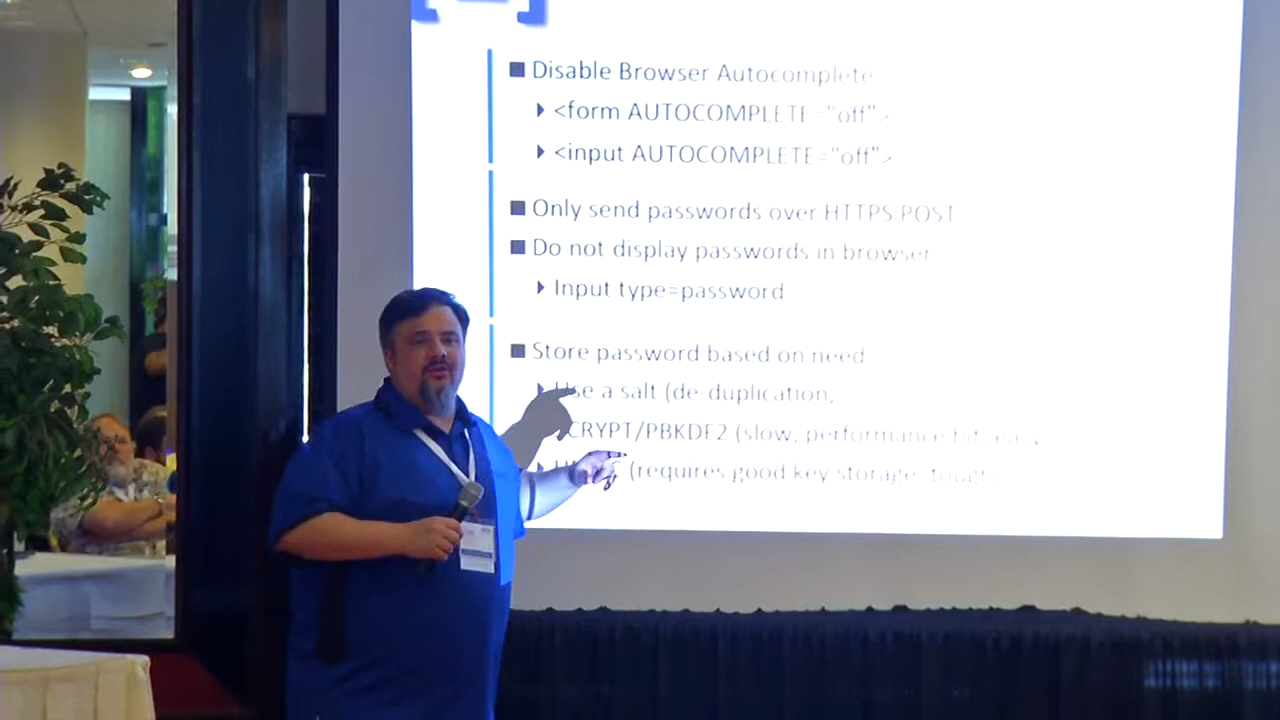 [ ]
Disable Browser Autocomplete
<form AUTOCOMPLETE="off">
<input AUTOCOMPLETE="off">
Only send passwords over HTTPS POST
Do not display passwords in browser
Input type=password
Store password based on need
Use a salt (de-duplication,
CRYPT/PBKDF2 (slow, performance hit, easy
(requires good key storage, tough)